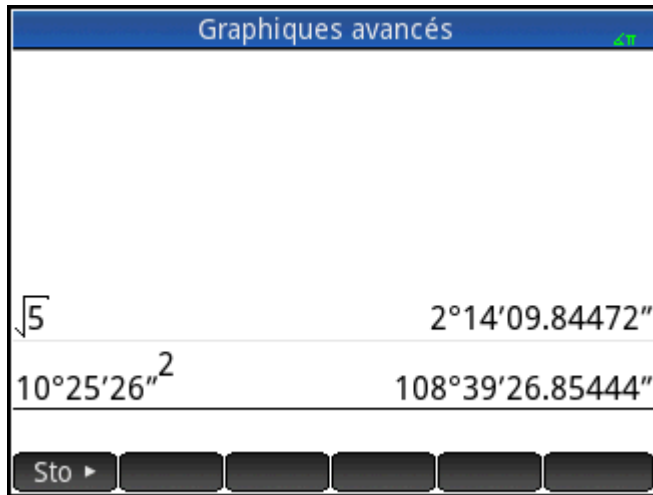 Graphiques avancés
∡π
√5
2°14′09.84472″
10°25′26″²
108°39′26.85444″
Sto ▸